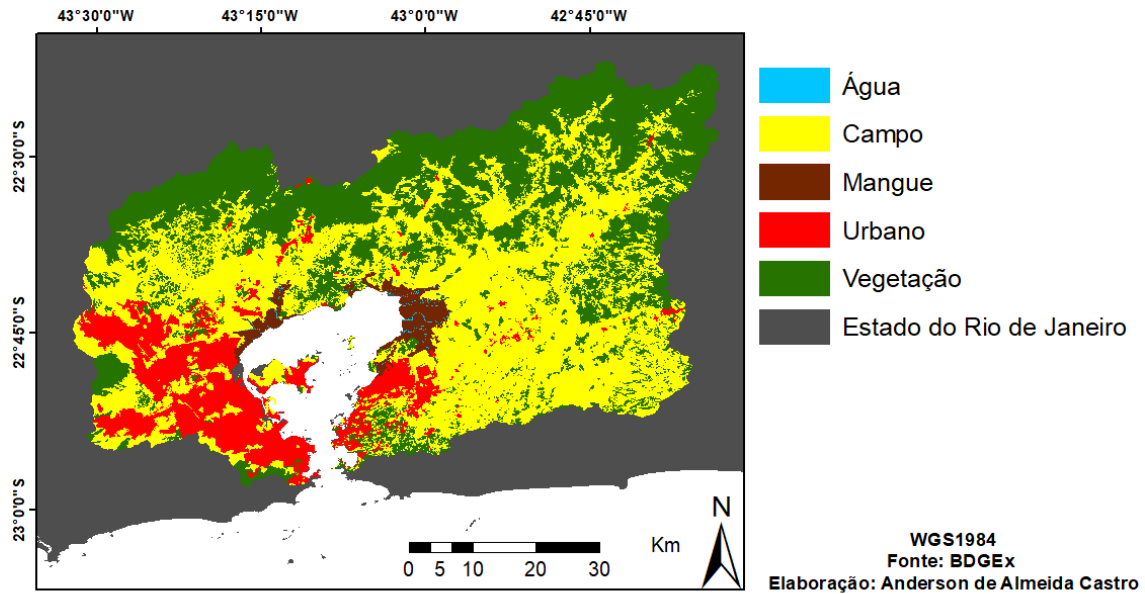 43°30'0"W 43°15'0"W 43°0'0"W 42°45'0"W
22°30'0"S
22°45'0"S
23°0'0"S
Água
Campo
Mangue
Urbano
Vegetação
Estado do Rio de Janeiro
N
Km
0 5 10 20 30
WGS1984
Fonte: BDGEx
Elaboração: Anderson de Almeida Castro